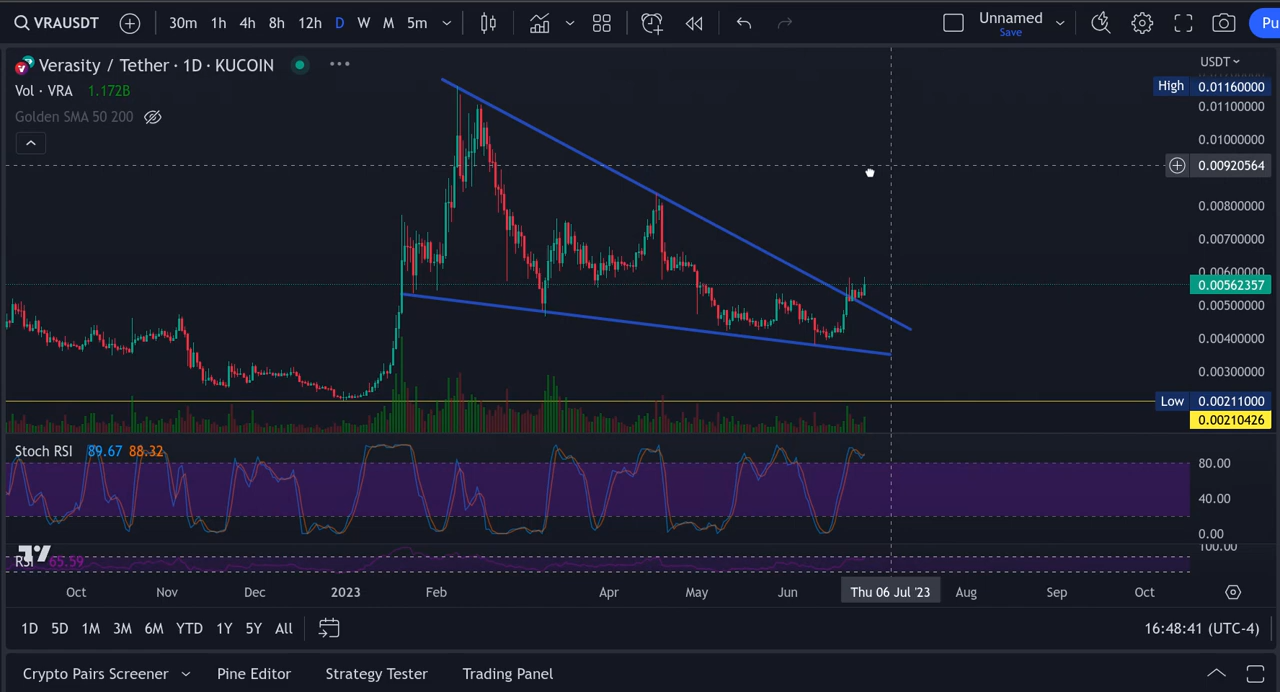 VRAUSDT 30m 1h 4h 8h 12h D W M 5m Unnamed
Save
Pu
Verasity / Tether · 1D · KUCOIN
USDT
Vol · VRA 1.172B
Golden SMA 50 200
High 0.01160000
0.01100000
0.01000000
0.00920564
0.00800000
0.00700000
0.00600000
0.00562357
0.00500000
0.00400000
0.00300000
Low 0.00211000
0.00210426
Stoch RSI 89.67 88.32
80.00
40.00
0.00
100.00
RSI 65.59
Oct Nov Dec 2023 Feb Apr May Jun Thu 06 Jul '23 Aug Sep Oct
1D 5D 1M 3M 6M YTD 1Y 5Y All 16:48:41 (UTC-4)
Crypto Pairs Screener Pine Editor Strategy Tester Trading Panel